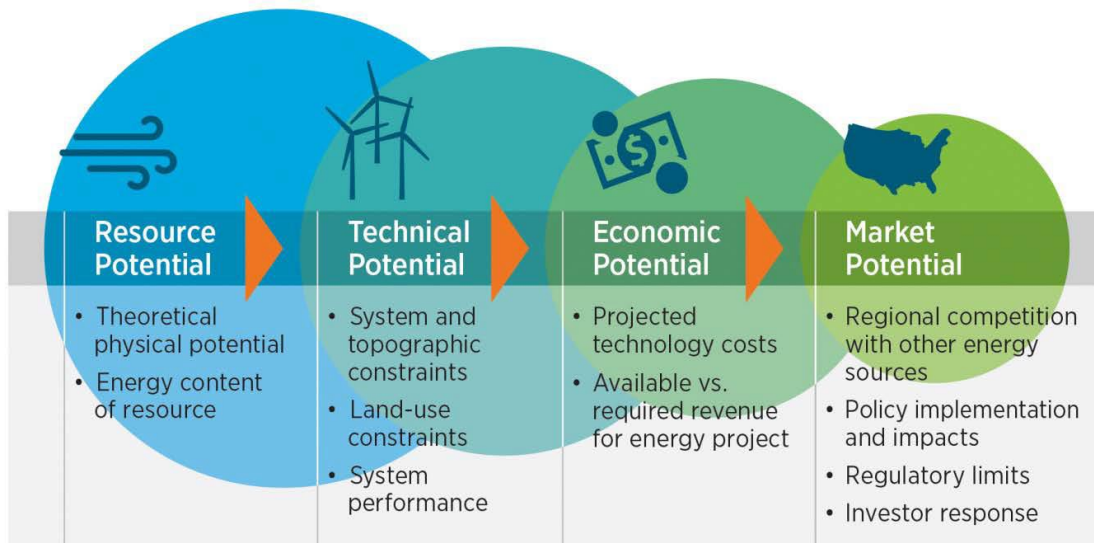 Resource
Potential
• Theoretical
physical potential
• Energy content
of resource
Technical
Potential
• System and
topographic
constraints
• Land-use
constraints
• System
performance
Economic
Potential
• Projected
technology costs
• Available vs.
required revenue
for energy project
Market
Potential
• Regional competition
with other energy
sources
• Policy implementation
and impacts
• Regulatory limits
• Investor response